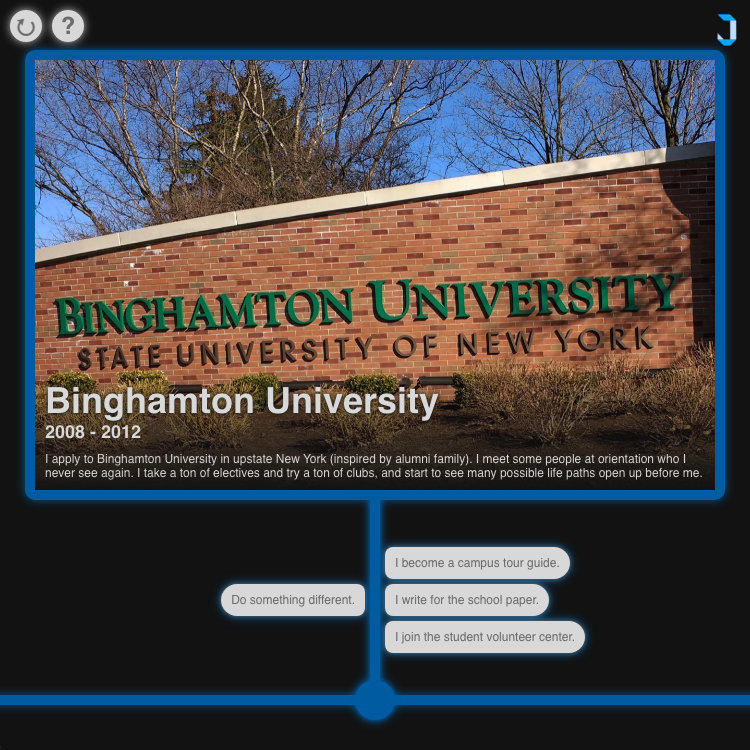 ?
BINGHAMTON UNIVERSITY
STATE UNIVERSITY OF NEW YORK
Binghamton University
2008 - 2012
I apply to Binghamton University in upstate New York (inspired by alumni family). I meet some people at orientation who I
never see again. I take a ton of electives and try a ton of clubs, and start to see many possible life paths open up before me.
I become a campus tour guide.
Do something different.
I write for the school paper.
I join the student volunteer center.